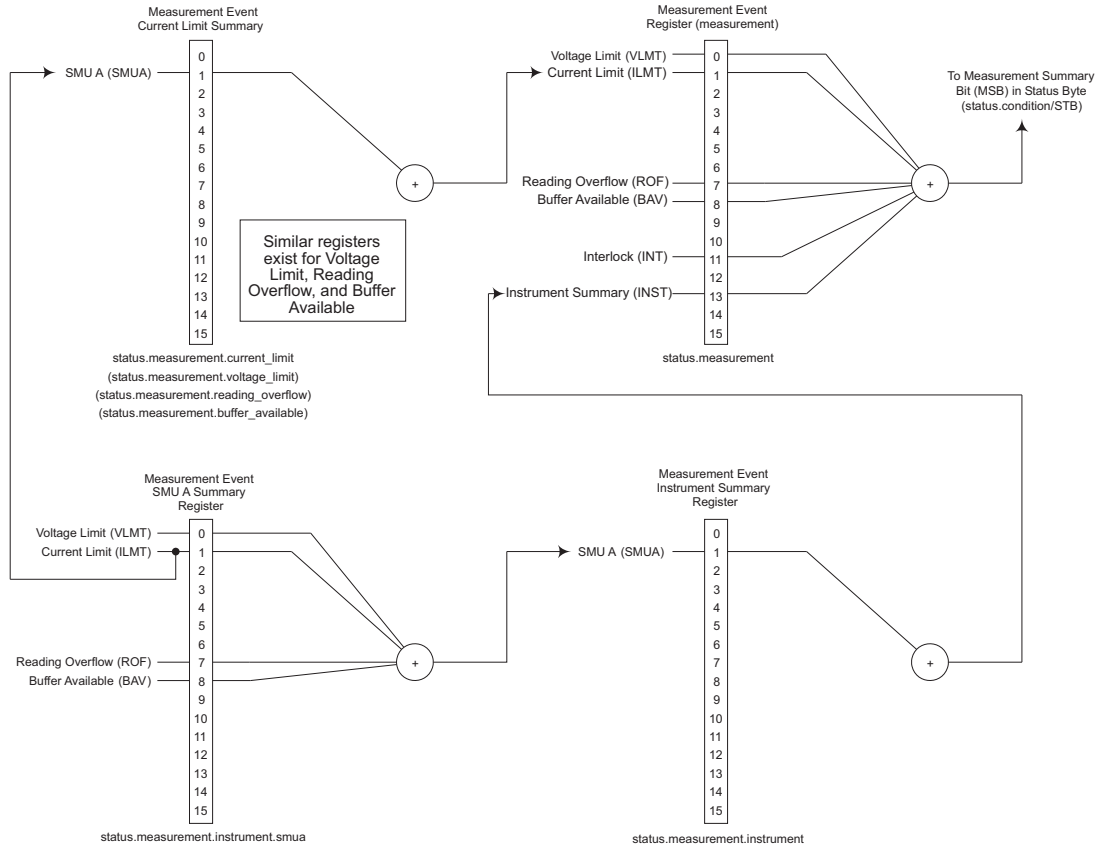 Measurement Event
Current Limit Summary
SMU A (SMUA)
0
1
2
3
4
5
6
7
8
9
10
11
12
13
14
15
+
Similar registers
exist for Voltage
Limit, Reading
Overflow, and Buffer
Available
status.measurement.current_limit
(status.measurement.voltage_limit)
(status.measurement.reading_overflow)
(status.measurement.buffer_available)
Measurement Event
Register (measurement)
Voltage Limit (VLMT)
Current Limit (ILMT)
Reading Overflow (ROF)
Buffer Available (BAV)
Interlock (INT)
Instrument Summary (INST)
0
1
2
3
4
5
6
7
8
9
10
11
12
13
14
15
+
To Measurement Summary
Bit (MSB) in Status Byte
(status.condition/STB)
status.measurement
Measurement Event
SMU A Summary
Register
Voltage Limit (VLMT)
Current Limit (ILMT)
Reading Overflow (ROF)
Buffer Available (BAV)
0
1
2
3
4
5
6
7
8
9
10
11
12
13
14
15
+
status.measurement.instrument.smua
Measurement Event
Instrument Summary
Register
SMU A (SMUA)
0
1
2
3
4
5
6
7
8
9
10
11
12
13
14
15
+
status.measurement.instrument